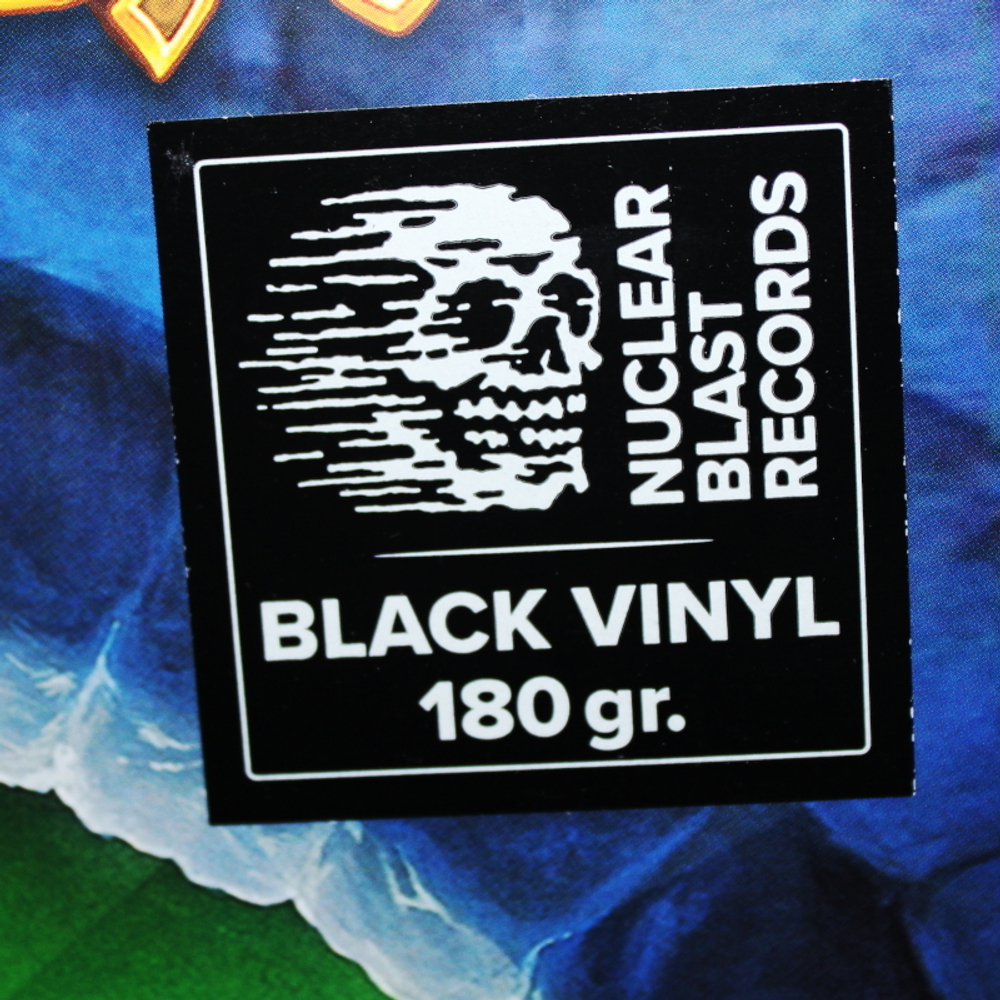 NUCLEAR
BLAST
RECORDS
BLACK VINYL
180 gr.